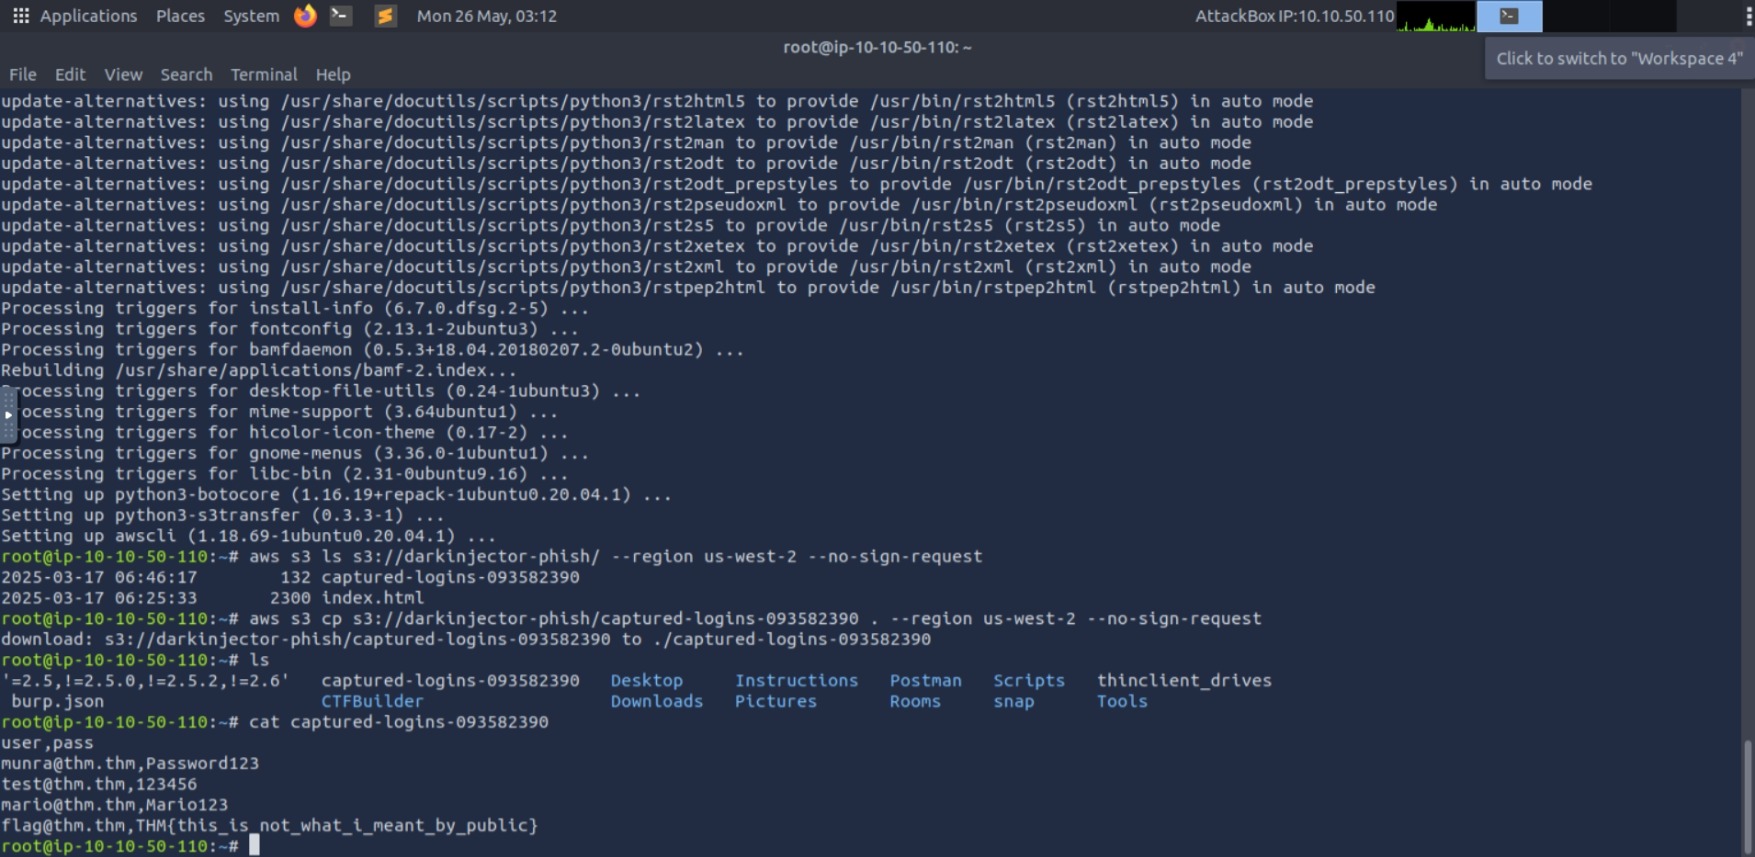 Applications Places System Mon 26 May, 03:12 AttackBox IP:10.10.50.110
root@ip-10-10-50-110: ~
Click to switch to "Workspace 4"
File Edit View Search Terminal Help
update-alternatives: using /usr/share/docutils/scripts/python3/rst2html5 to provide /usr/bin/rst2html5 (rst2html5) in auto mode
update-alternatives: using /usr/share/docutils/scripts/python3/rst2latex to provide /usr/bin/rst2latex (rst2latex) in auto mode
update-alternatives: using /usr/share/docutils/scripts/python3/rst2man to provide /usr/bin/rst2man (rst2man) in auto mode
update-alternatives: using /usr/share/docutils/scripts/python3/rst2odt to provide /usr/bin/rst2odt (rst2odt) in auto mode
update-alternatives: using /usr/share/docutils/scripts/python3/rst2odt_prepstyles to provide /usr/bin/rst2odt_prepstyles (rst2odt_prepstyles) in auto mode
update-alternatives: using /usr/share/docutils/scripts/python3/rst2pseudoxml to provide /usr/bin/rst2pseudoxml (rst2pseudoxml) in auto mode
update-alternatives: using /usr/share/docutils/scripts/python3/rst2s5 to provide /usr/bin/rst2s5 (rst2s5) in auto mode
update-alternatives: using /usr/share/docutils/scripts/python3/rst2xetex to provide /usr/bin/rst2xetex (rst2xetex) in auto mode
update-alternatives: using /usr/share/docutils/scripts/python3/rst2xml to provide /usr/bin/rst2xml (rst2xml) in auto mode
update-alternatives: using /usr/share/docutils/scripts/python3/rstpep2html to provide /usr/bin/rstpep2html (rstpep2html) in auto mode
Processing triggers for install-info (6.7.0.dfsg.2-5) ...
Processing triggers for fontconfig (2.13.1-2ubuntu3) ...
Processing triggers for bamfdaemon (0.5.3+18.04.20180207.2-0ubuntu2) ...
Rebuilding /usr/share/applications/bamf-2.index...
Processing triggers for desktop-file-utils (0.24-1ubuntu3) ...
ocessing triggers for mime-support (3.64ubuntu1) ...
ocessing triggers for hicolor-icon-theme (0.17-2) ...
Processing triggers for gnome-menus (3.36.0-1ubuntu1) ...
Processing triggers for libc-bin (2.31-0ubuntu9.16) ...
Setting up python3-botocore (1.16.19+repack-1ubuntu0.20.04.1) ...
Setting up python3-s3transfer (0.3.3-1) ...
Setting up awscli (1.18.69-1ubuntu0.20.04.1) ...
root@ip-10-10-50-110:~# aws s3 ls s3://darkinjector-phish/ --region us-west-2 --no-sign-request
2025-03-17 06:46:17 132 captured-logins-093582390
2025-03-17 06:25:33 2300 index.html
root@ip-10-10-50-110:~# aws s3 cp s3://darkinjector-phish/captured-logins-093582390 . --region us-west-2 --no-sign-request
download: s3://darkinjector-phish/captured-logins-093582390 to ./captured-logins-093582390
root@ip-10-10-50-110:~# ls
'=2.5,!=2.5.0,!=2.5.2,!=2.6' captured-logins-093582390 Desktop Instructions Postman Scripts thinclient_drives
burp.json CTFBuilder Downloads Pictures Rooms snap Tools
root@ip-10-10-50-110:~# cat captured-logins-093582390
user,pass
munra@thm.thm,Password123
test@thm.thm,123456
mario@thm.thm,Mario123
flag@thm.thm,THM{this_is_not_what_i_meant_by_public}
root@ip-10-10-50-110:~#